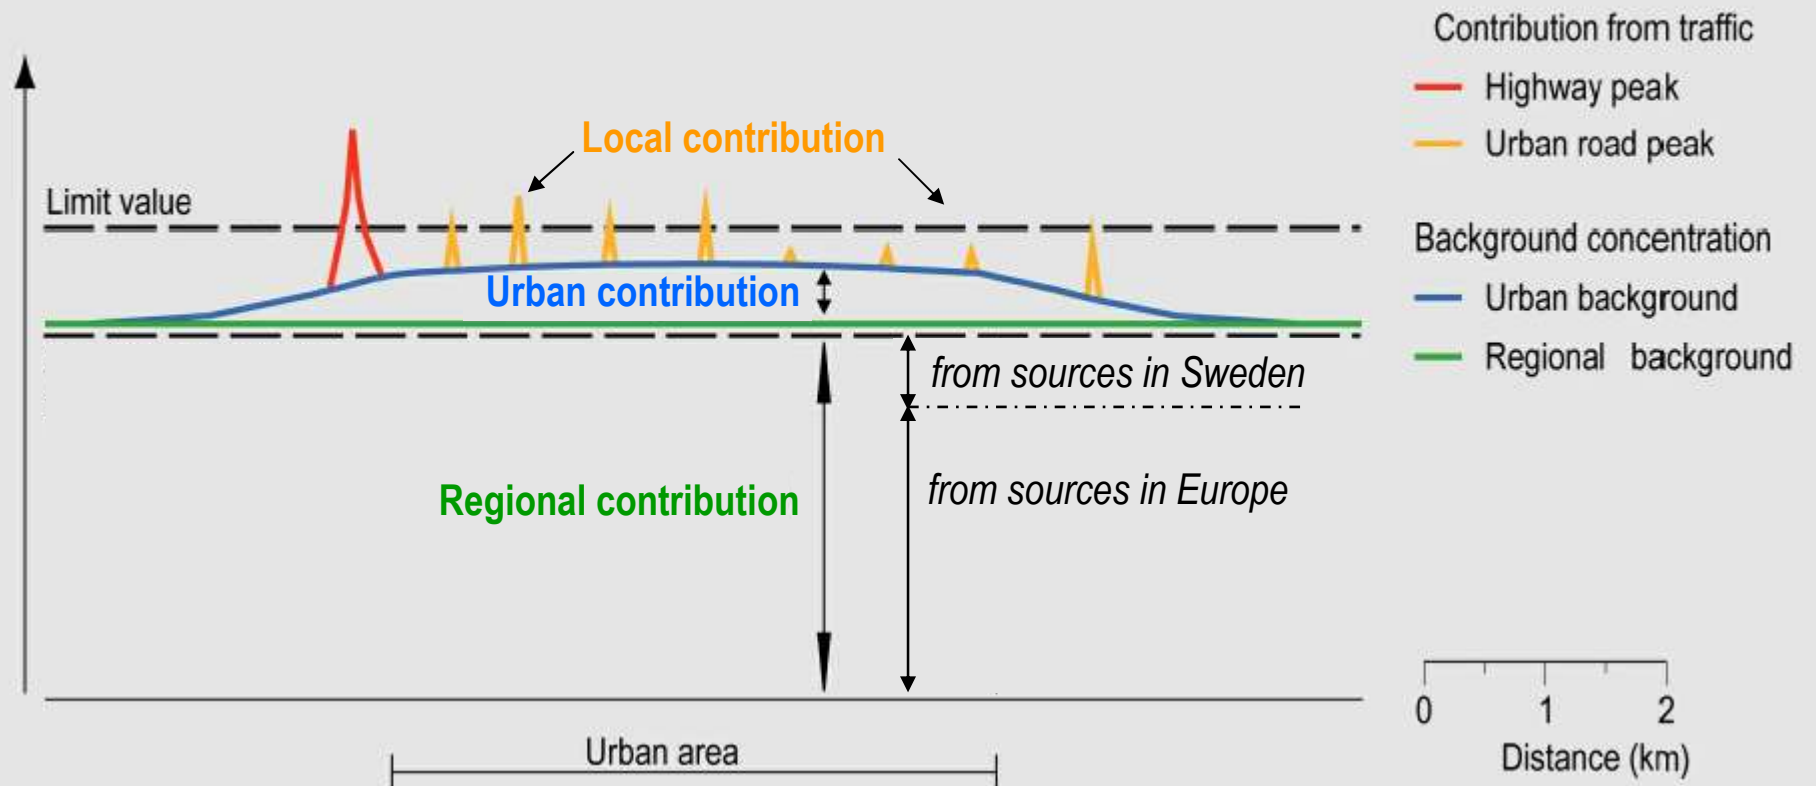 Contribution from traffic
Highway peak
Urban road peak
Background concentration
Urban background
Regional background
Local contribution
Limit value
Urban contribution
from sources in Sweden
Regional contribution
from sources in Europe
Urban area
0 1 2
Distance (km)